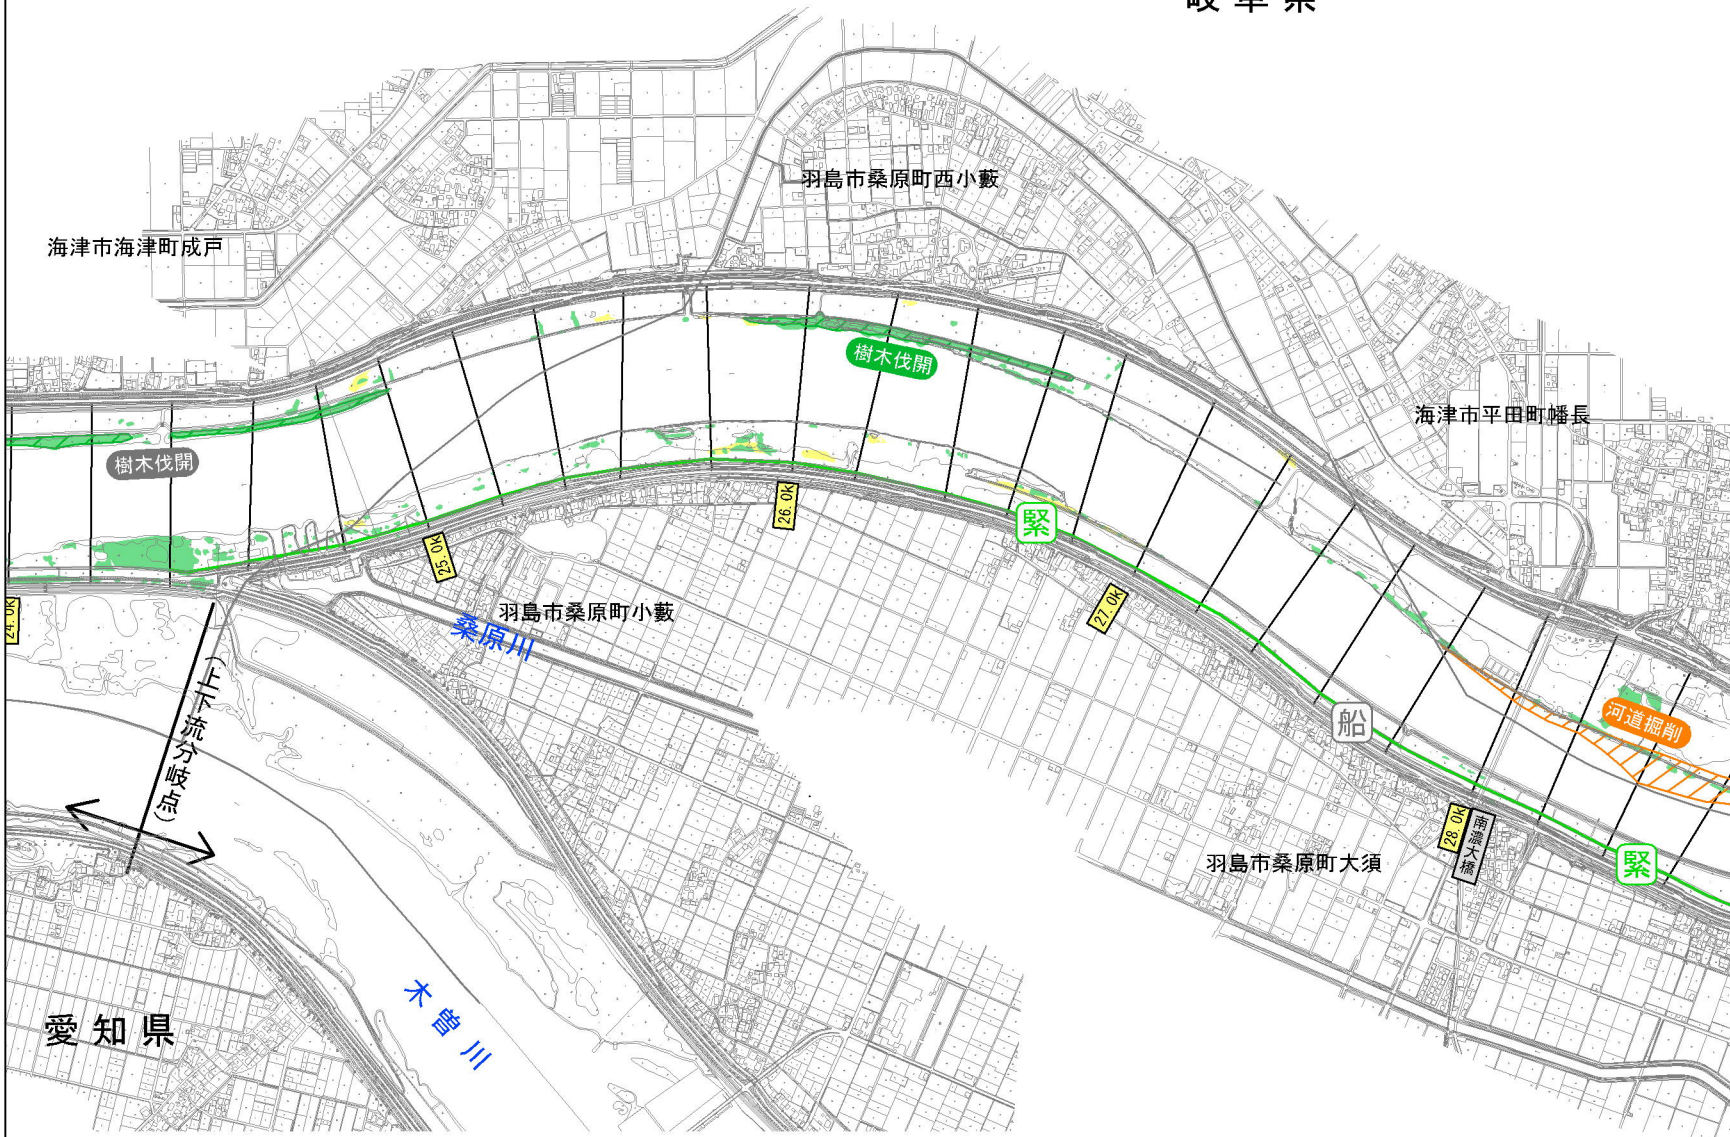 岐阜県
羽島市桑原町西小藪
海津市海津町成戸
樹木伐開
海津市平田町幡長
樹木伐開
26.0k
緊
25.0k
27.0k
24.0k
羽島市桑原町小藪
桑原川
(上下流分岐点)
船
河道掘削
28.0k
南濃大橋
羽島市桑原町大須
緊
木曽川
愛知県